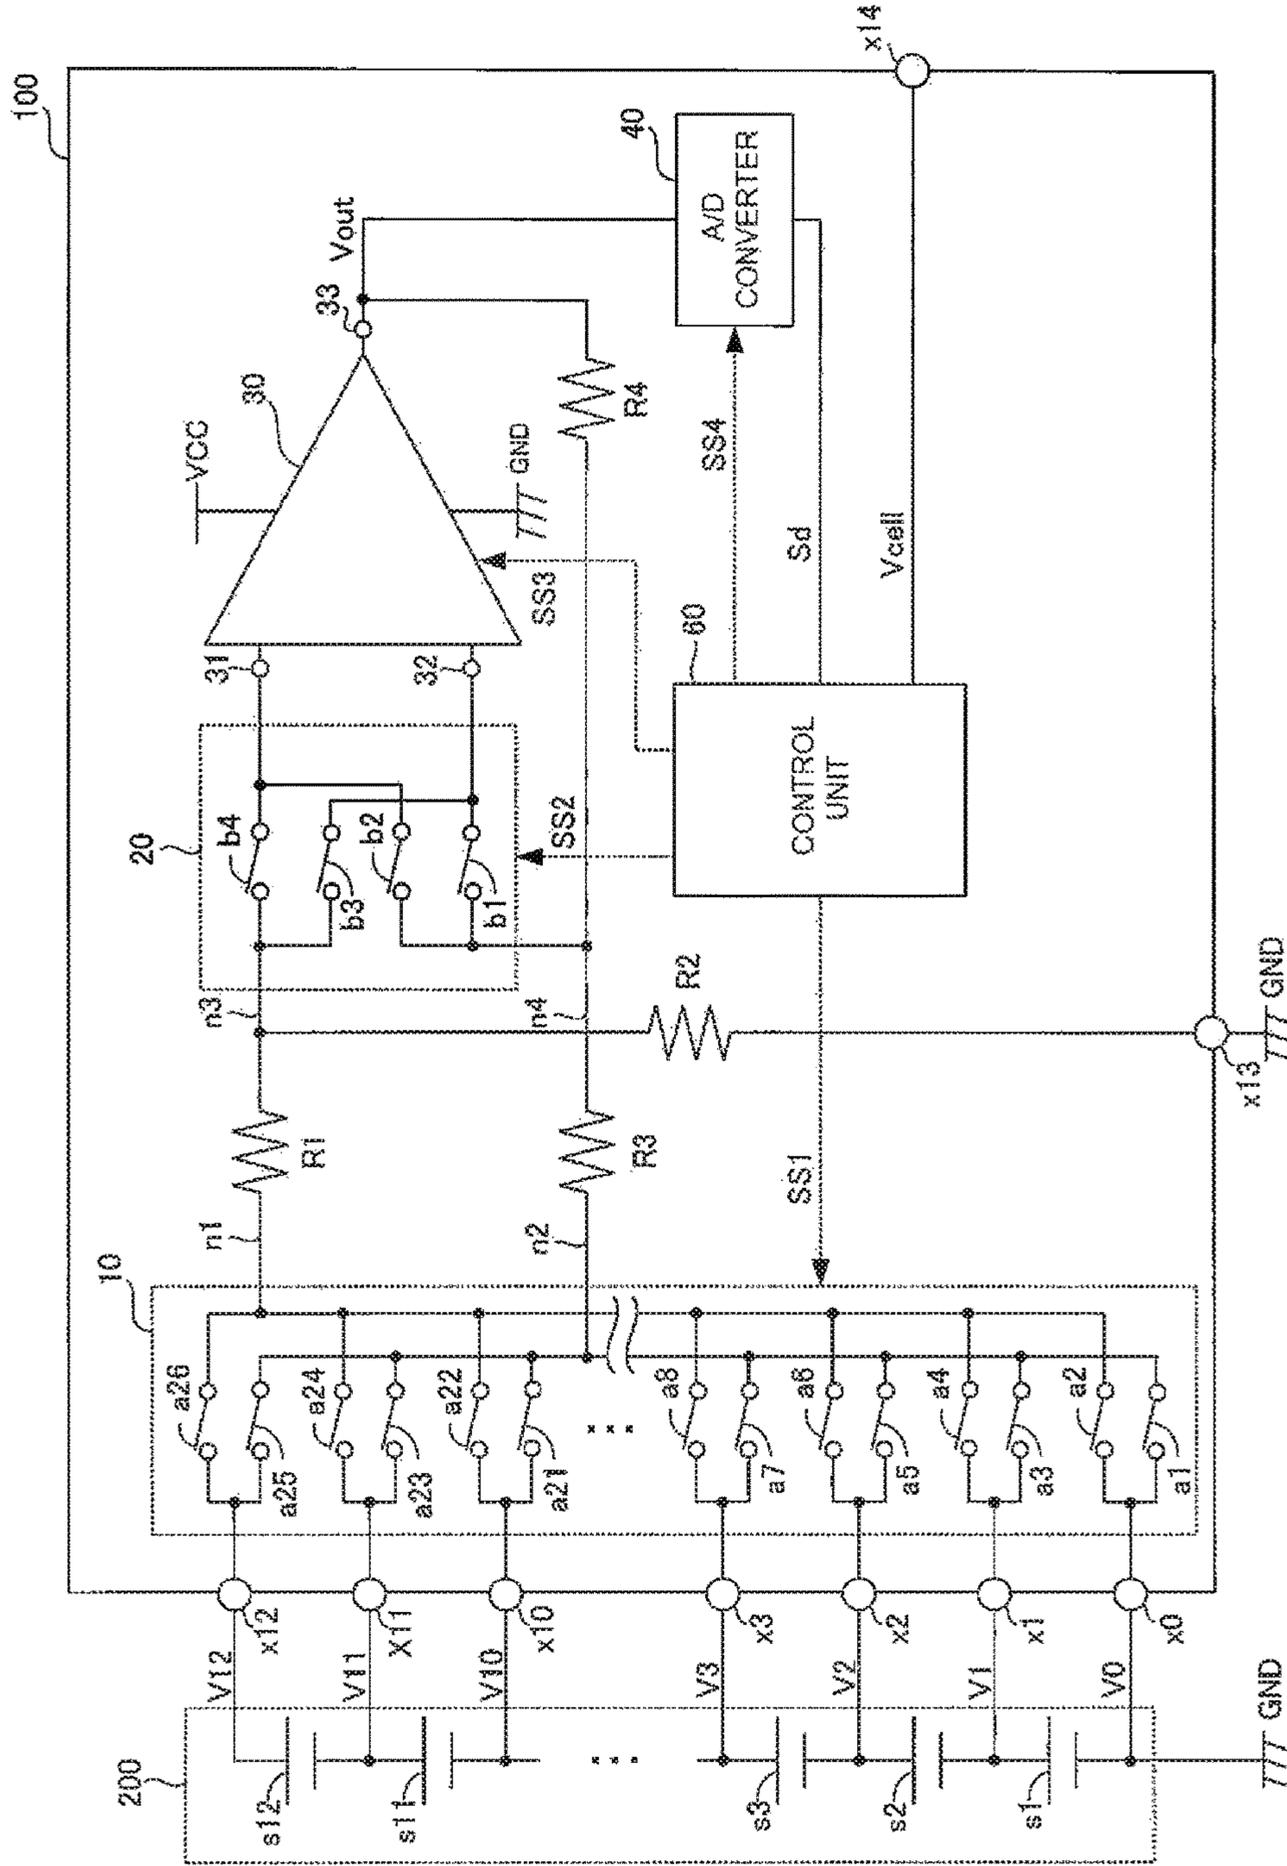 100
x14
VCC
30
33
Vout
40
A/D
CONVERTER
31
32
GND
R4
SS3
SS4
Sd
Vcell
20
b4
b3
b2
b1
SS2
60
CONTROL
UNIT
n3
n4
R2
GND
x13
R1
R3
SS1
n1
n2
10
a26
a25
a24
a23
a22
a21
a8
a7
a6
a5
a4
a3
a2
a1
x12
X11
x10
x3
x2
x1
x0
V12
V11
V10
V3
V2
V1
V0
200
s12
s11
s3
s2
s1
GND